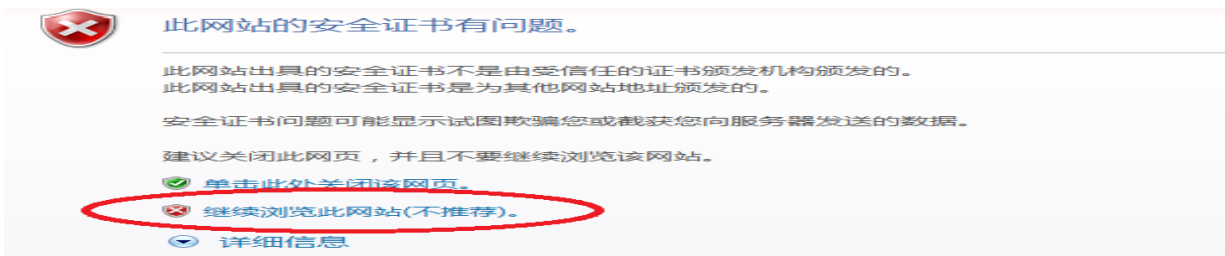 此网站的安全证书有问题。
此网站出具的安全证书不是由受信任的证书颁发机构颁发的。
此网站出具的安全证书是为其他网站地址颁发的。
安全证书问题可能显示试图欺骗您或截获您向服务器发送的数据。
建议关闭此网页，并且不要继续浏览该网站。
单击此处关闭该网页。
继续浏览此网站(不推荐)。
详细信息